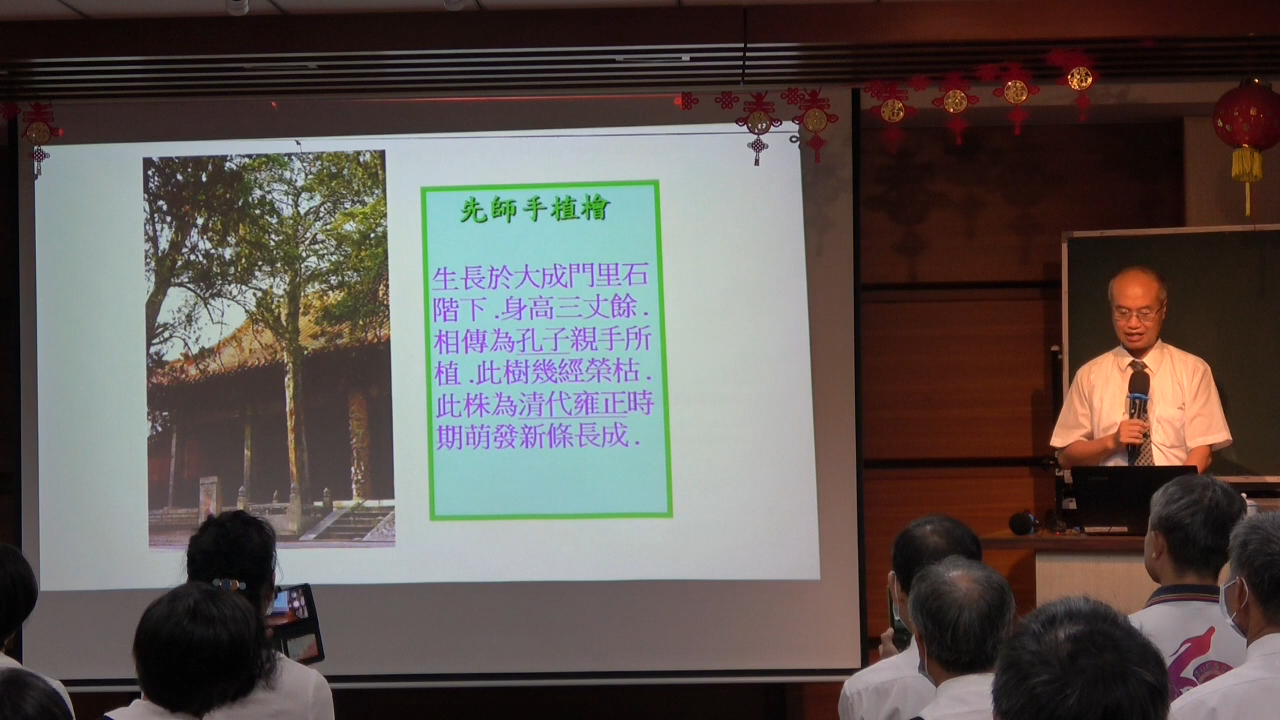 先師手植檜
生長於大成門里石
階下.身高三丈餘.
相傳為孔子親手所
植.此樹幾經榮枯.
此株為清代雍正時
期萌發新條長成.